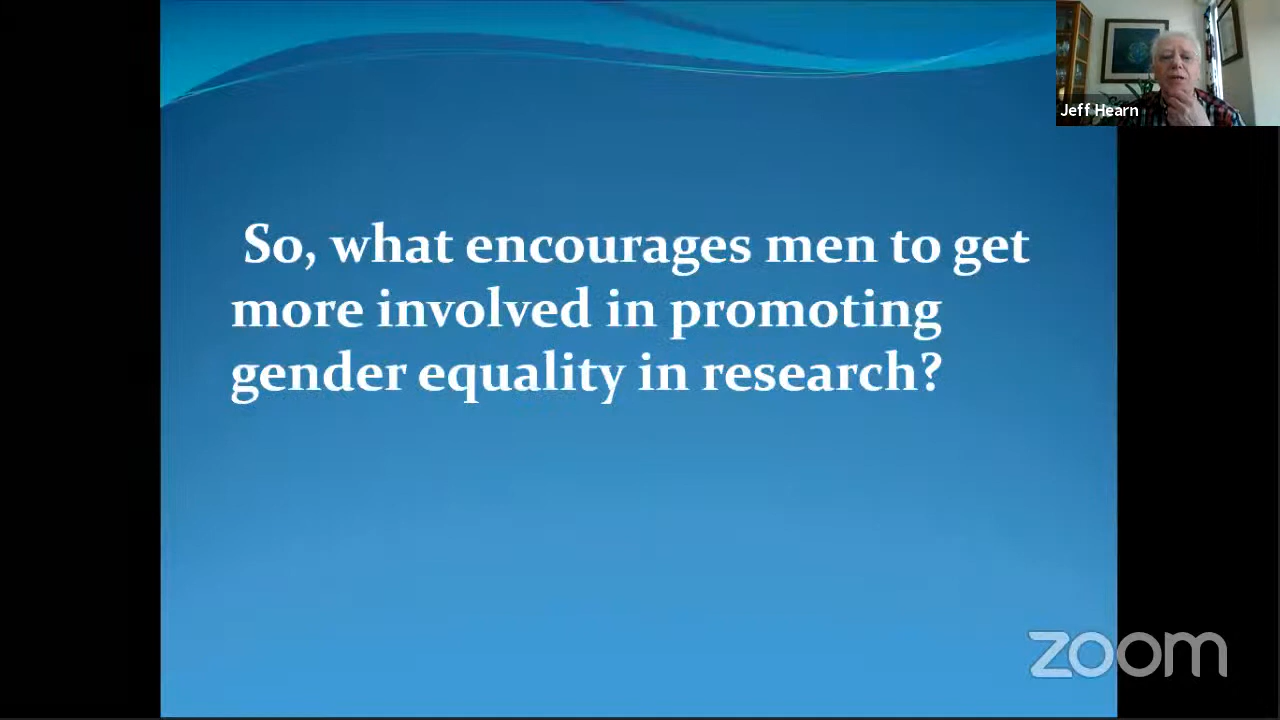 Jeff Hearn
So, what encourages men to get
more involved in promoting
gender equality in research?
zoom